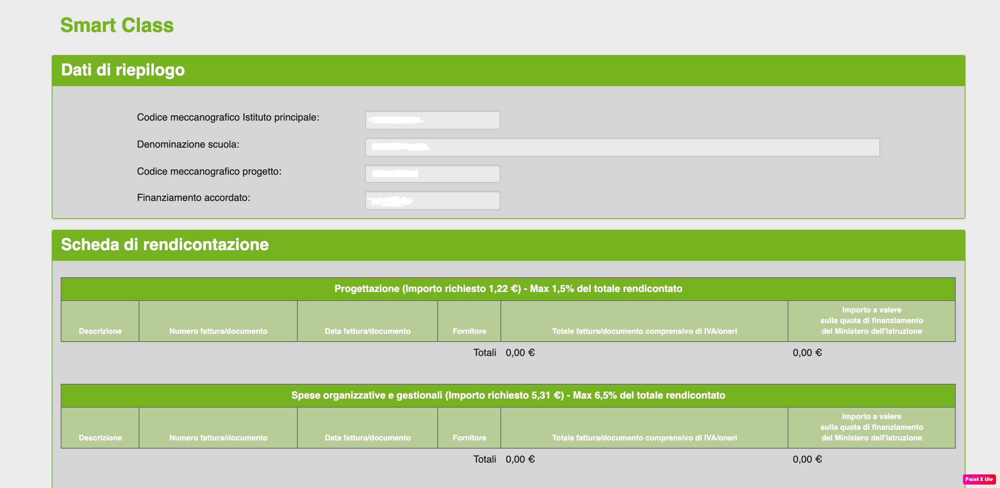 Smart Class
Dati di riepilogo
Codice meccanografico Istituto principale:
Denominazione scuola:
Codice meccanografico progetto:
Finanziamento accordato:
Scheda di rendicontazione
Progettazione (Importo richiesto 1,22 €) - Max 1,5% del totale rendicontato
Importo a valere
sulla quota di finanziamento
Descrizione Numero fattura/documento Data fattura/documento Fornitore Totale fattura/documento comprensivo di IVA/oneri del Ministero dell'Istruzione
Totali 0,00 € 0,00 €
Spese organizzative e gestionali (Importo richiesto 5,31 €) - Max 6,5% del totale rendicontato
Importo a valere
sulla quota di finanziamento
Descrizione Numero fattura/documento Data fattura/documento Fornitore Totale fattura/documento comprensivo di IVA/oneri del Ministero dell'Istruzione
Totali 0,00 € 0,00 €
Paint X Lite